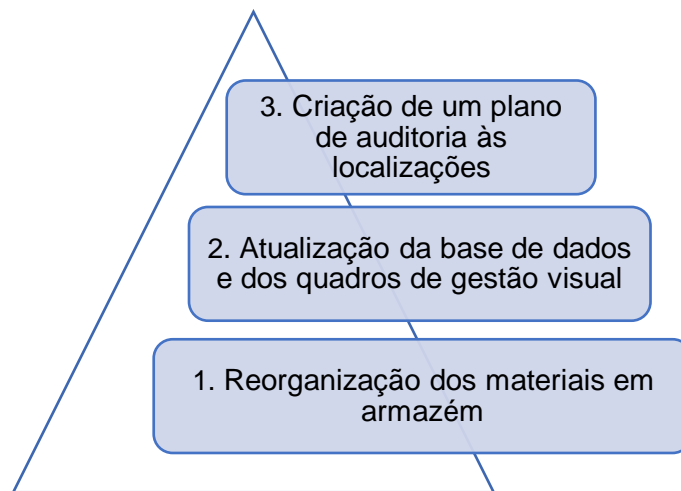 3. Criação de um plano
de auditoria às
localizações
2. Atualização da base de dados
e dos quadros de gestão visual
1. Reorganização dos materiais em
armazém